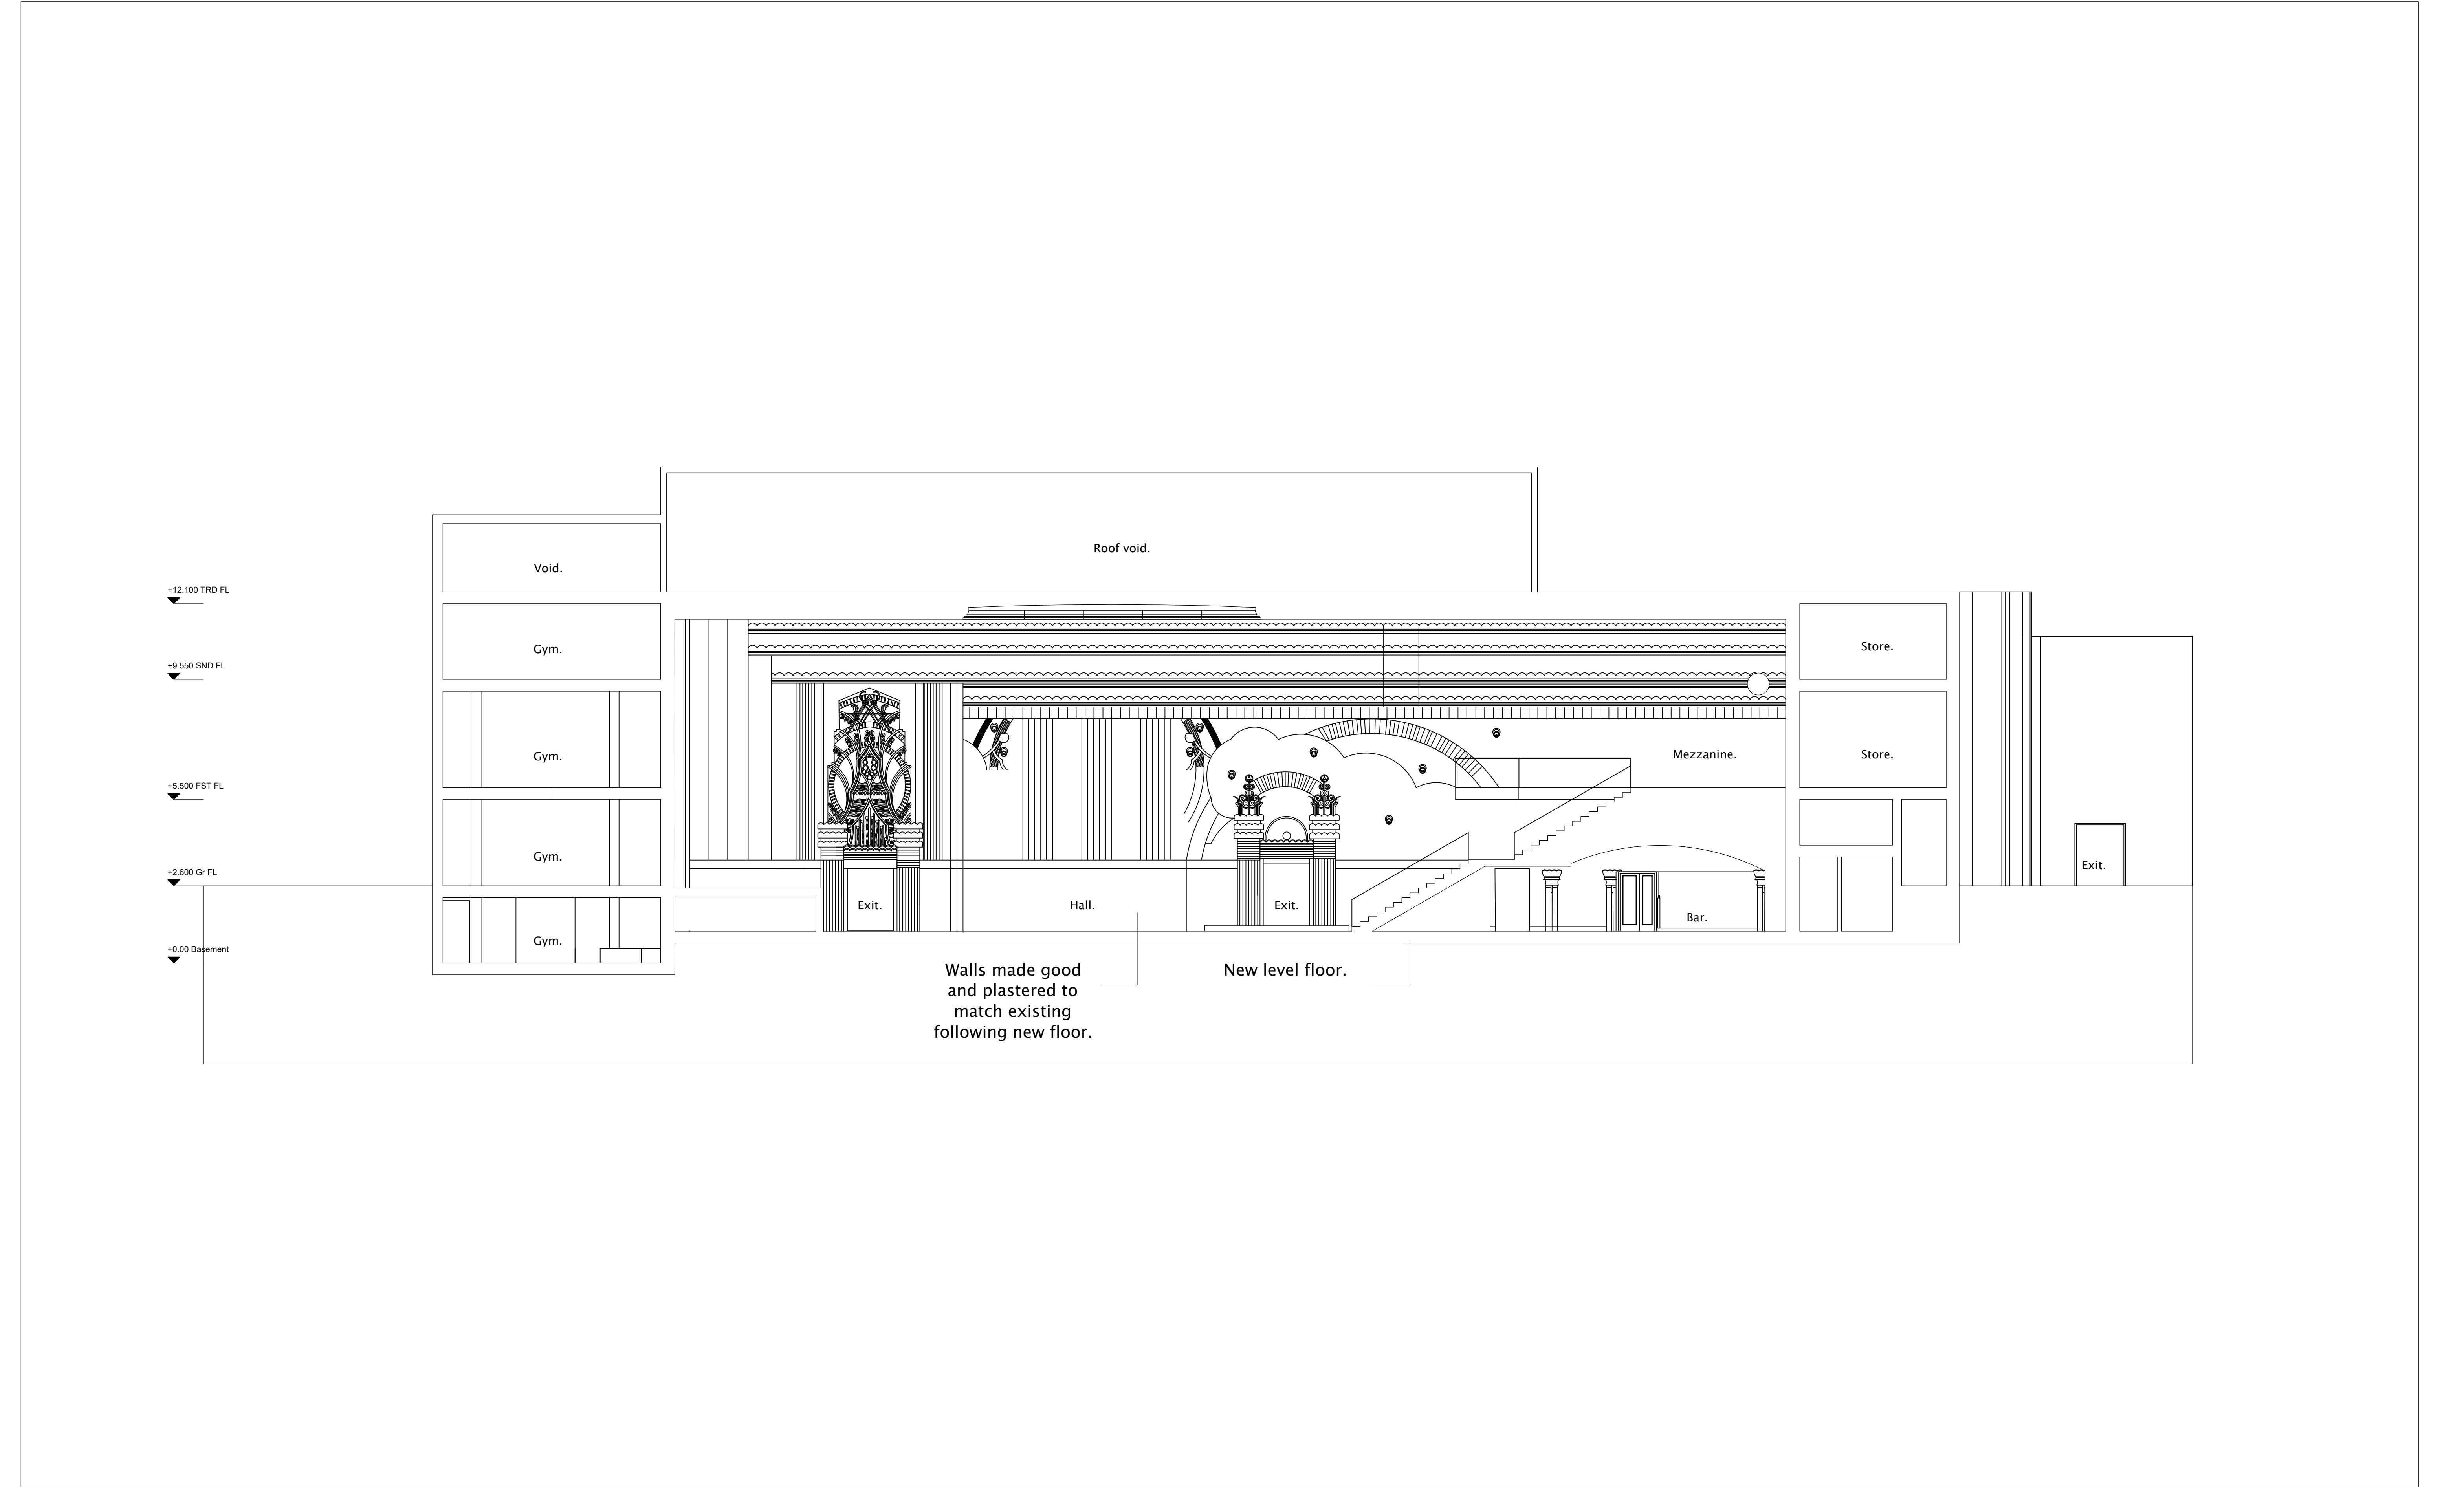 Roof void.
Void.
+12.100 TRD FL
Gym.
Store.
+9.550 SND FL
Gym.
Mezzanine.
Store.
+5.500 FST FL
Gym.
Exit.
+2.600 Gr FL
Exit.
Hall.
Exit.
Bar.
Gym.
+0.00 Basement
Walls made good
and plastered to
match existing
following new floor.
New level floor.